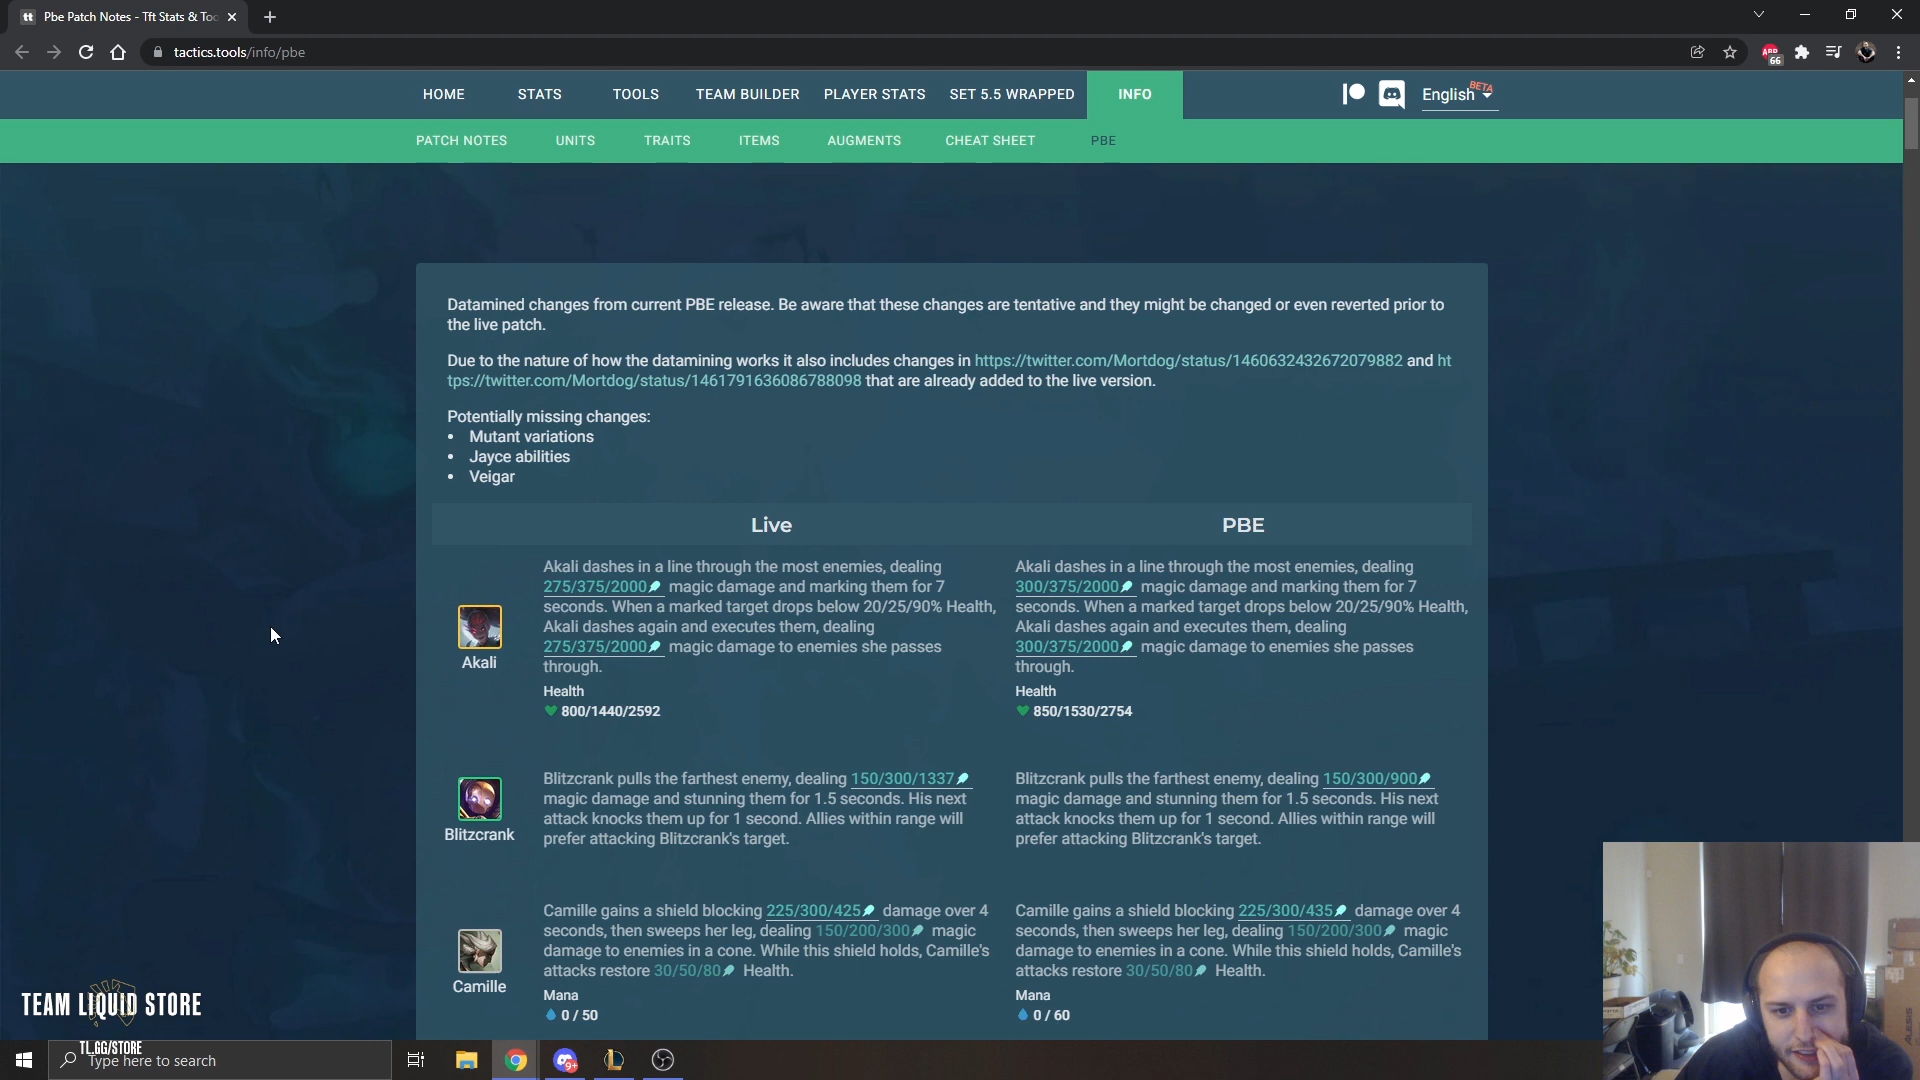 Pbe Patch Notes - Tft Stats & Too
tactics.tools/info/pbe
66
HOME STATS TOOLS TEAM BUILDER PLAYER STATS SET 5.5 WRAPPED INFO English BETA
PATCH NOTES UNITS TRAITS ITEMS AUGMENTS CHEAT SHEET PBE
Datamined changes from current PBE release. Be aware that these changes are tentative and they might be changed or even reverted prior to
the live patch.
Due to the nature of how the datamining works it also includes changes in https://twitter.com/Mortdog/status/1460632432672079882 and ht
tps://twitter.com/Mortdog/status/1461791636086788098 that are already added to the live version.
Potentially missing changes:
• Mutant variations
• Jayce abilities
• Veigar
Live PBE
Akali
Akali dashes in a line through the most enemies, dealing
275/375/2000 magic damage and marking them for 7
seconds. When a marked target drops below 20/25/90% Health,
Akali dashes again and executes them, dealing
275/375/2000 magic damage to enemies she passes
through.
Health
800/1440/2592
Akali dashes in a line through the most enemies, dealing
300/375/2000 magic damage and marking them for 7
seconds. When a marked target drops below 20/25/90% Health,
Akali dashes again and executes them, dealing
300/375/2000 magic damage to enemies she passes
through.
Health
850/1530/2754
Blitzcrank
Blitzcrank pulls the farthest enemy, dealing 150/300/1337
magic damage and stunning them for 1.5 seconds. His next
attack knocks them up for 1 second. Allies within range will
prefer attacking Blitzcrank's target.
Blitzcrank pulls the farthest enemy, dealing 150/300/900
magic damage and stunning them for 1.5 seconds. His next
attack knocks them up for 1 second. Allies within range will
prefer attacking Blitzcrank's target.
Camille
Camille gains a shield blocking 225/300/425 damage over 4
seconds, then sweeps her leg, dealing 150/200/300 magic
damage to enemies in a cone. While this shield holds, Camille's
attacks restore 30/50/80 Health.
Mana
0 / 50
Camille gains a shield blocking 225/300/435 damage over 4
seconds, then sweeps her leg, dealing 150/200/300 magic
damage to enemies in a cone. While this shield holds, Camille's
attacks restore 30/50/80 Health.
Mana
0 / 60
TEAM LIQUID STORE
TL.GG/STORE
Type here to search
9+